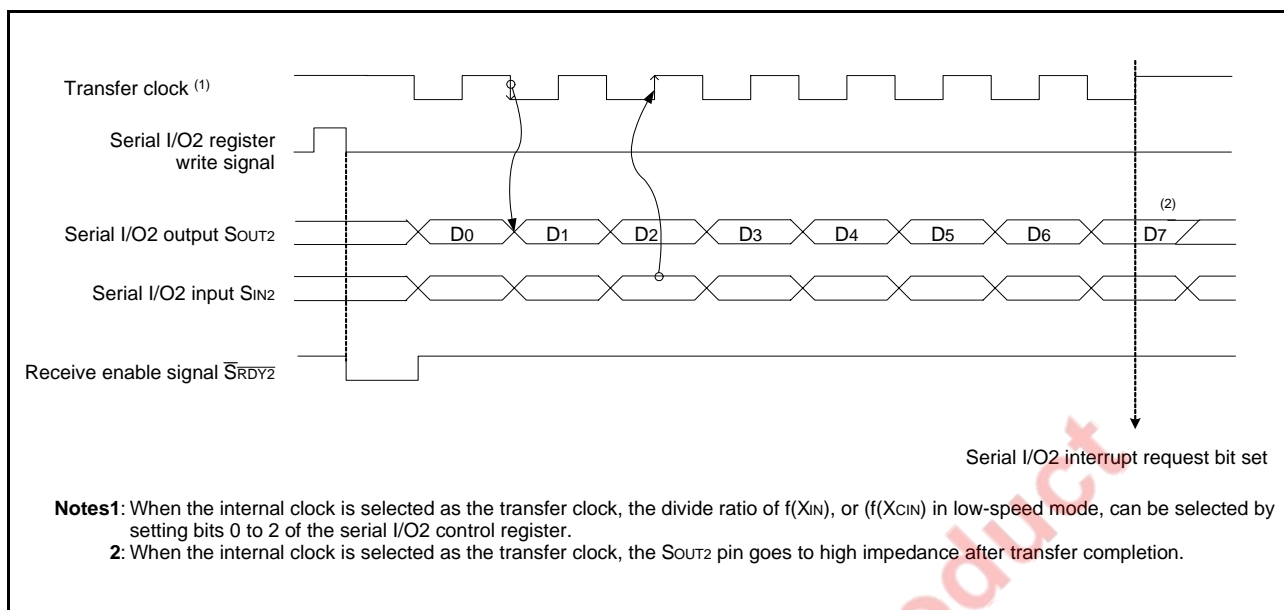 Transfer clock (1)
Serial I/O2 register
write signal
(2)
Serial I/O2 output SOUT2
D0 D1 D2 D3 D4 D5 D6 D7
Serial I/O2 input SIN2
Receive enable signal S̅R̅D̅Y̅2̅
Serial I/O2 interrupt request bit set
Notes1: When the internal clock is selected as the transfer clock, the divide ratio of f(XIN), or (f(XCIN) in low-speed mode, can be selected by
setting bits 0 to 2 of the serial I/O2 control register.
2: When the internal clock is selected as the transfer clock, the SOUT2 pin goes to high impedance after transfer completion.
oduct